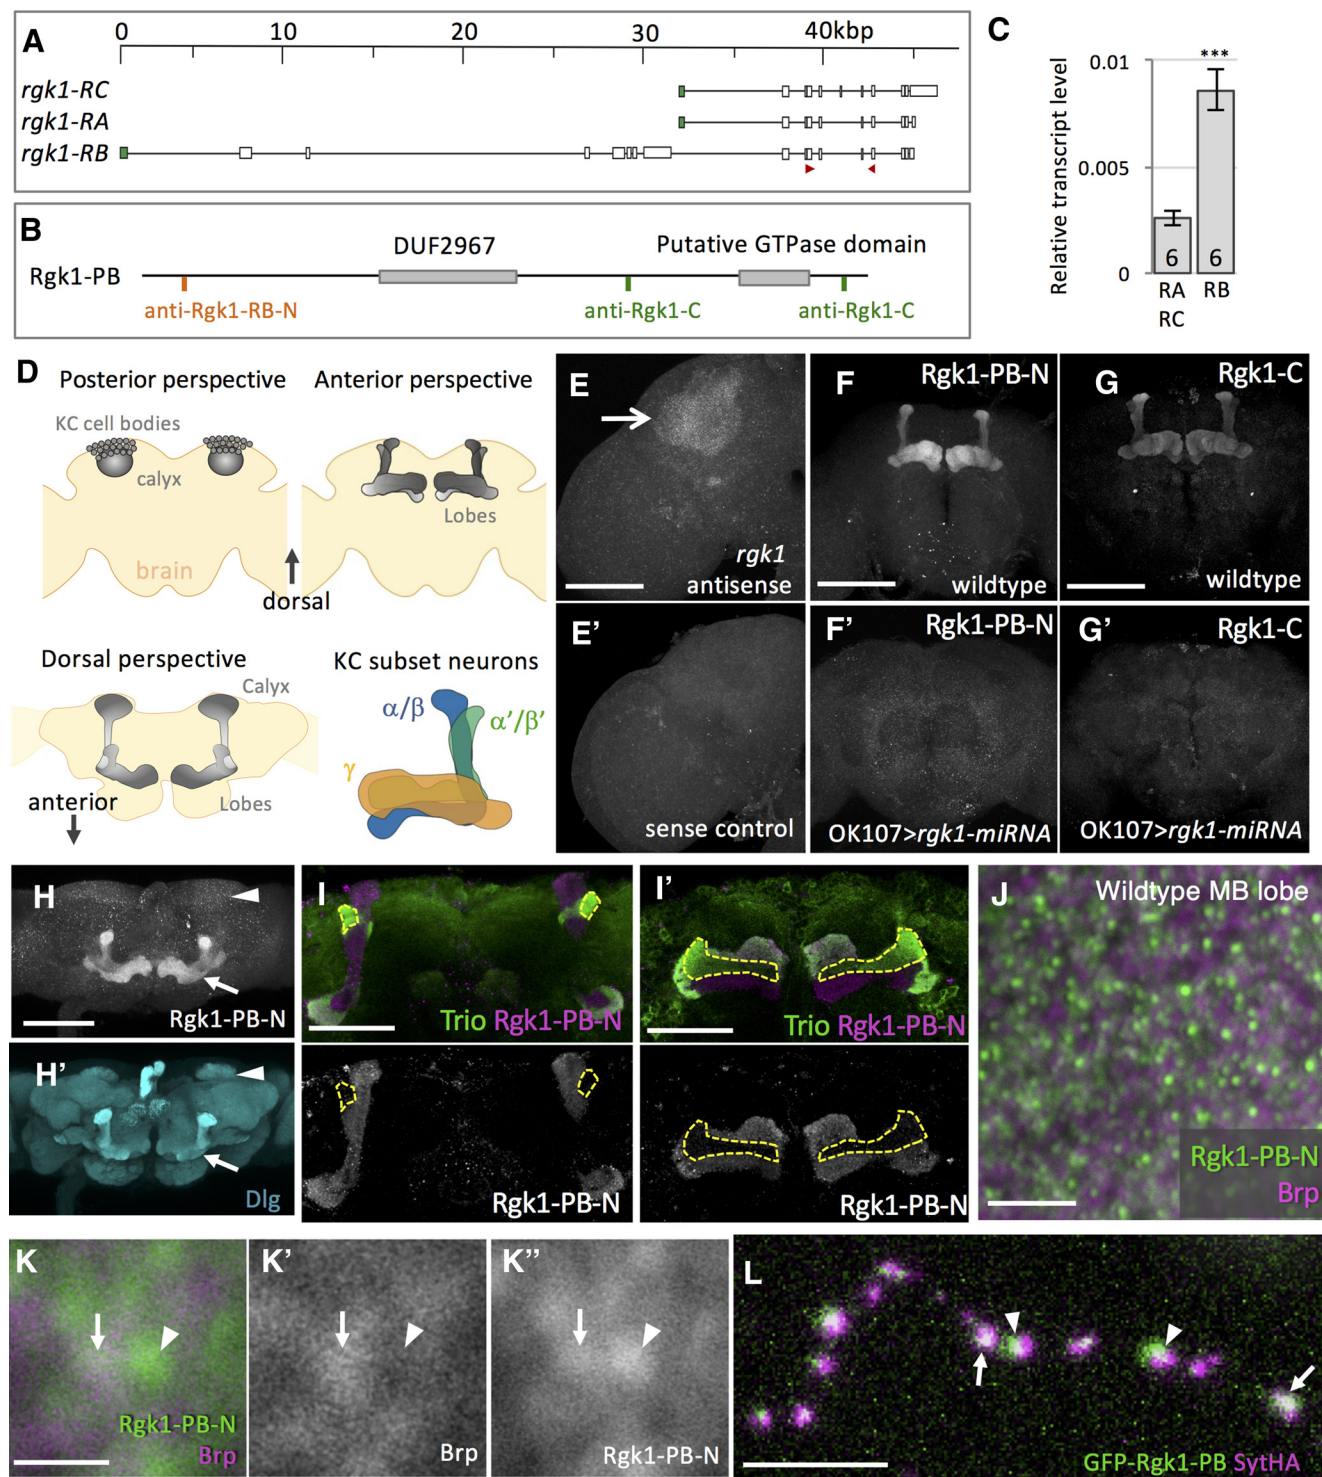 A
0 10 20 30 40kbp
rgk1-RC
rgk1-RA
rgk1-RB
B
DUF2967
Putative GTPase domain
Rgk1-PB
anti-Rgk1-RB-N
anti-Rgk1-C
anti-Rgk1-C
C
***
Relative transcript level
0.01
0.005
0
6 6
RA RB
RC
D
Posterior perspective
KC cell bodies
calyx
brain
Anterior perspective
Lobes
dorsal
Dorsal perspective
Calyx
anterior
Lobes
KC subset neurons
α/β
α’/β’
γ
E
rgk1
antisense
F
Rgk1-PB-N
wildtype
G
Rgk1-C
wildtype
E’
sense control
F’
Rgk1-PB-N
OK107>rgk1-miRNA
G’
Rgk1-C
OK107>rgk1-miRNA
H
Rgk1-PB-N
H’
Dlg
I
Trio Rgk1-PB-N
Rgk1-PB-N
I’
Trio Rgk1-PB-N
Rgk1-PB-N
J
Wildtype MB lobe
Rgk1-PB-N
Brp
K
Rgk1-PB-N
Brp
K’
Brp
K”
Rgk1-PB-N
L
GFP-Rgk1-PB SytHA